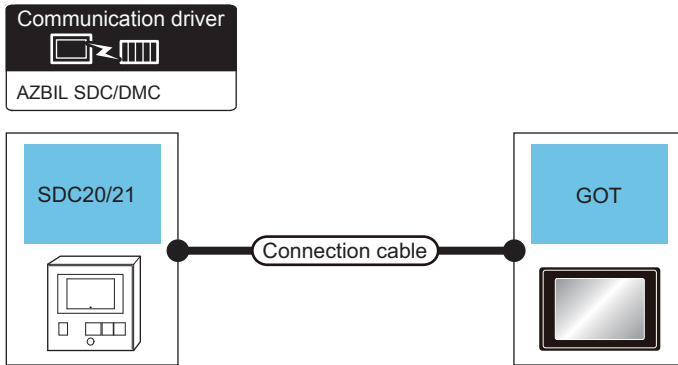 Communication driver
AZBIL SDC/DMC
SDC20/21
GOT
Connection cable